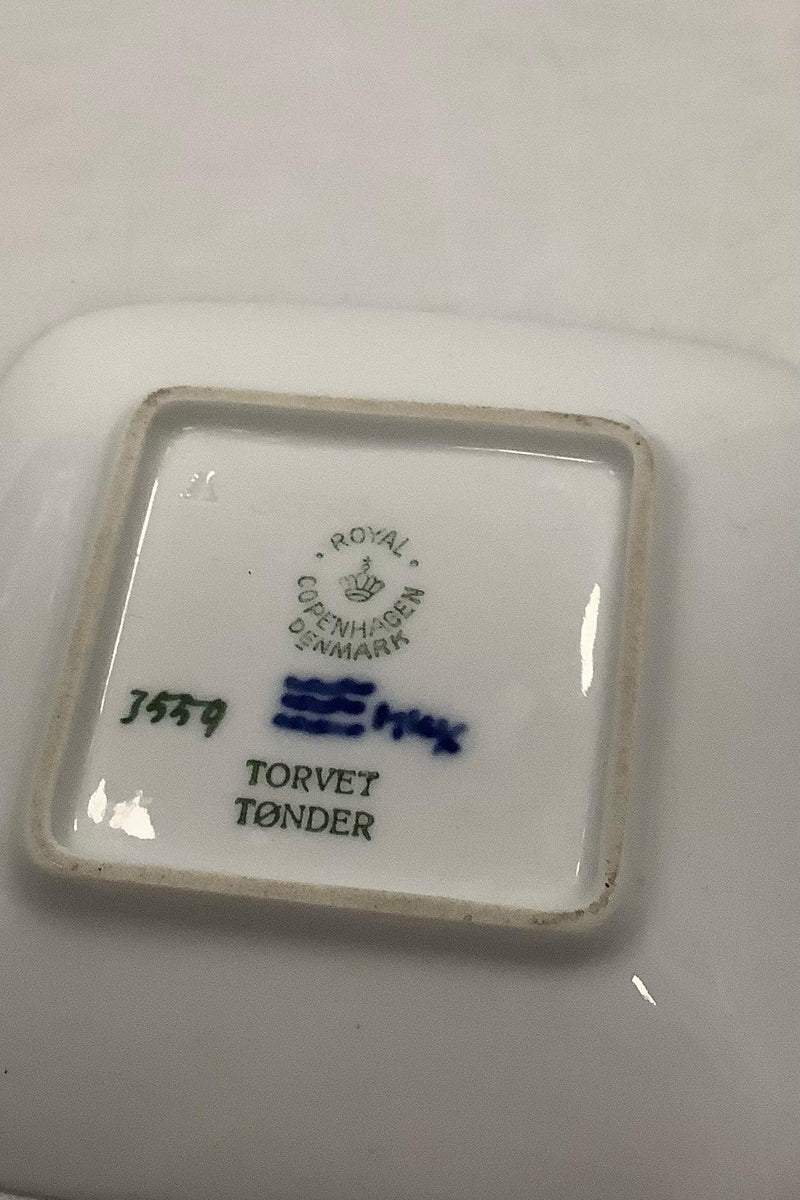 ROYAL
COPENHAGEN
DENMARK
3559
TORVET
TØNDER